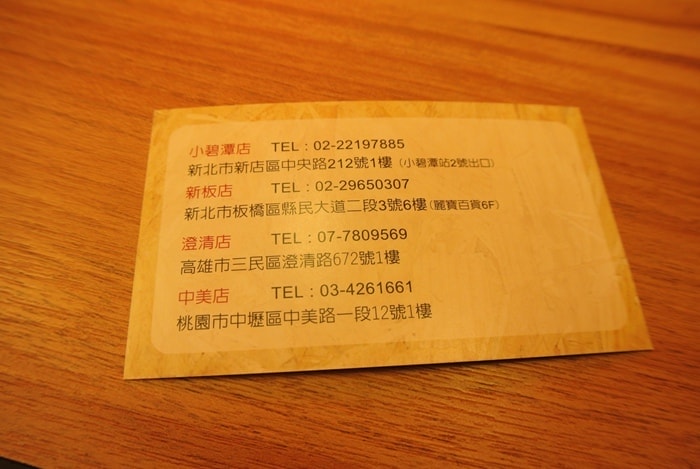 小碧潭店 TEL：02-22197885
新北市新店區中央路212號1樓（小碧潭站2號出口）
新板店 TEL：02-29650307
新北市板橋區縣民大道二段3號6樓(麗寶百貨6F)
澄清店 TEL：07-7809569
高雄市三民區澄清路672號1樓
中美店 TEL：03-4261661
桃園市中壢區中美路一段12號1樓